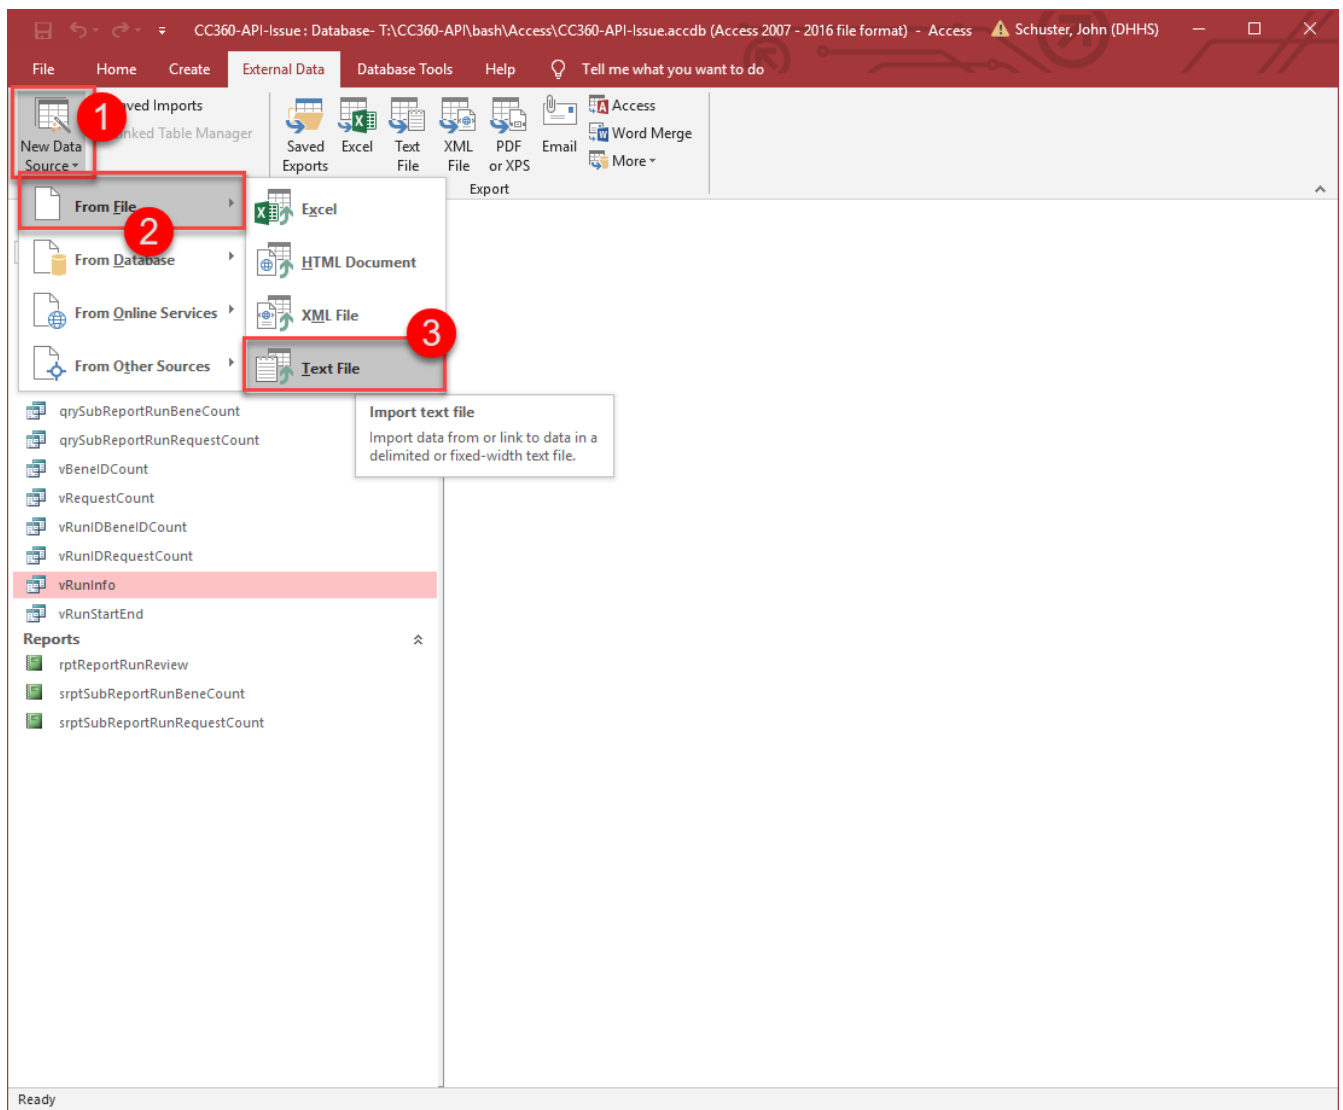 CC360-API-Issue : Database- T:\CC360-API\bash\Access\CC360-API-Issue.accdb (Access 2007 - 2016 file format) - Access
Schuster, John (DHHS)
File Home Create External Data Database Tools Help Tell me what you want to do
New Data
Source
1
Imports
Table Manager
Saved
Exports
Excel
Text
File
XML
File
PDF
or XPS
Email
Access
Word Merge
More
Export
From File
2
From Database
From Online Services
From Other Sources
Excel
HTML Document
XML File
3
Text File
Import text file
Import data from or link to data in a
delimited or fixed-width text file.
qrySubReportRunBeneCount
qrySubReportRunRequestCount
vBeneIDCount
vRequestCount
vRunIDBeneIDCount
vRunIDRequestCount
vRunInfo
vRunStartEnd
Reports
rptReportRunReview
srptSubReportRunBeneCount
srptSubReportRunRequestCount
Ready